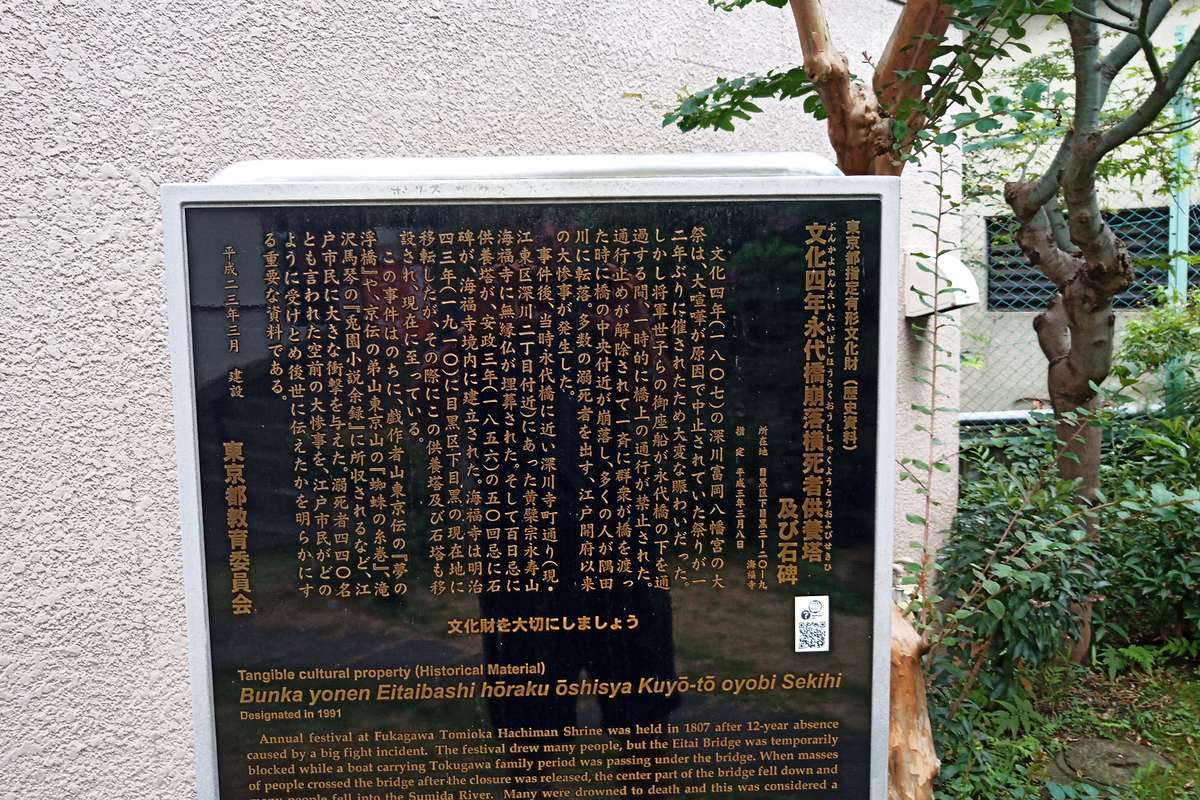 東京都指定有形文化財（歴史資料）
ぶんかよねんえいたいばしほうらくおうししゃくようとうおよびせきひ
文化四年永代橋崩落横死者供養塔
及び石碑
所在地　目黒区下目黒三―二〇―九
海福寺
指　定　平成三年三月八日
文化四年（一八〇七）の深川富岡八幡宮の大
祭は、大喧嘩が原因で中止されていた祭りが一
二年ぶりに催されたため大変な賑わいだった。
しかし将軍世子らの御座船が永代橋の下を通
過する間、一時的に橋上の通行が禁止された。
通行止めが解除されて一斉に群衆が橋を渡っ
た時に橋の中央付近が崩落し、多くの人が隅田
川に転落。多数の溺死者を出す、江戸開府以来
の大惨事が発生した。
事件後、当時永代橋に近い深川寺町通り（現・
江東区深川二丁目付近）にあった黄檗宗永寿山
海福寺に無縁仏が埋葬された。そして百日忌に
供養塔が、安政三年（一八五六）の五〇回忌に石
碑が、海福寺境内に建立された。海福寺は明治
四三年（一九一〇）に目黒区下目黒の現在地に
移転したが、その際にこの供養塔及び石塔も移
設され、現在に至っている。
この事件はのちに、戯作者山東京伝の『夢の
浮橋』や、京伝の弟山東京山の『蜘蛛の糸巻』、滝
沢馬琴の『兎園小説余録』に所収されるなど、江
戸市民に大きな衝撃を与えた。溺死者四四〇名
とも言われた空前の大惨事を、江戸市民がどの
ように受けとめ後世に伝えたかを明らかにす
る重要な資料である。
平成二三年三月　建設
東京都教育委員会
文化財を大切にしましょう
Tangible cultural property (Historical Material)
Bunka yonen Eitaibashi hōraku ōshisya Kuyō-tō oyobi Sekihi
Designated in 1991
Annual festival at Fukagawa Tomioka Hachiman Shrine was held in 1807 after 12-year absence
caused by a big fight incident. The festival drew many people, but the Eitai Bridge was temporarily
blocked while a boat carrying Tokugawa family period was passing under the bridge. When masses
of people crossed the bridge after the closure was released, the center part of the bridge fell down and
many people fell into the Sumida River. Many were drowned to death and this was considered a